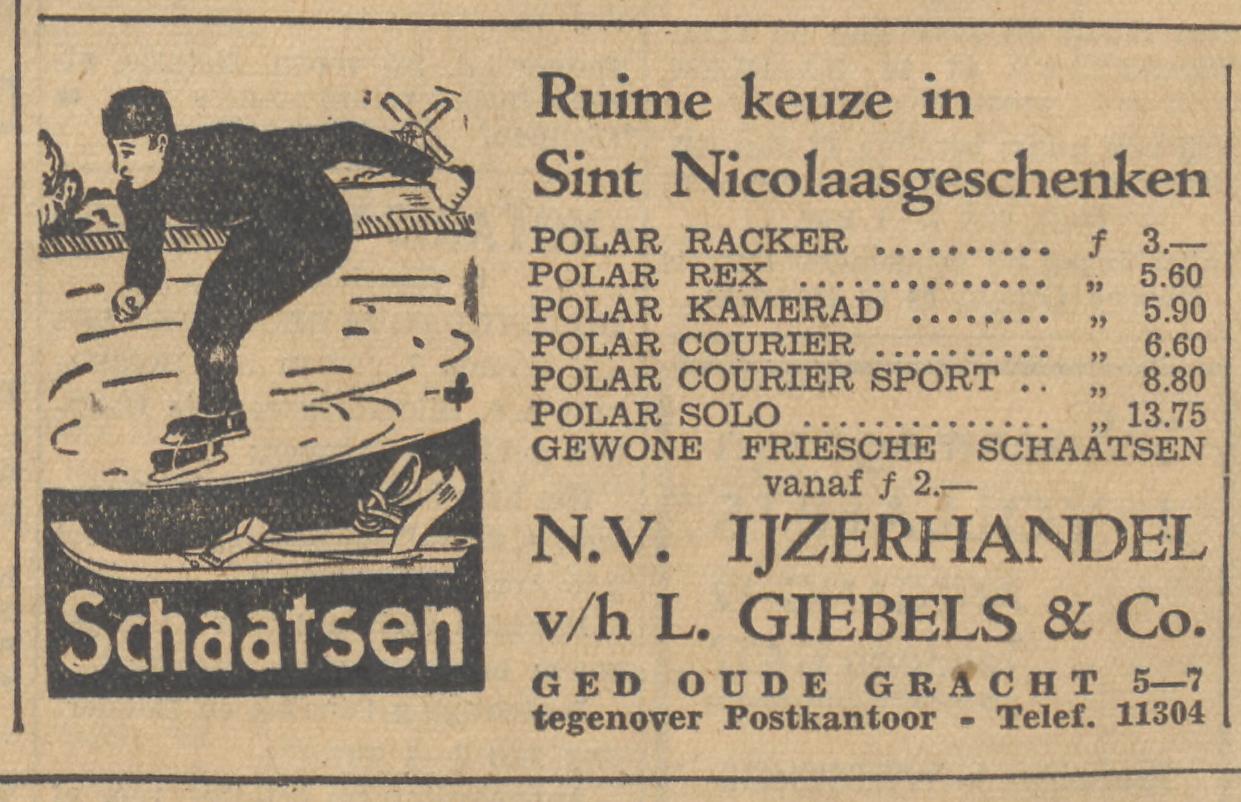 Schaatsen
Ruime keuze in
Sint Nicolaasgeschenken
POLAR RACKER .......... ƒ 3.—
POLAR REX ............... „ 5.60
POLAR KAMERAD ........ „ 5.90
POLAR COURIER .......... „ 6.60
POLAR COURIER SPORT .. „ 8.80
POLAR SOLO ............... „ 13.75
GEWONE FRIESCHE SCHAATSEN
vanaf ƒ 2.—
N.V. IJZERHANDEL
v/h L. GIEBELS & Co.
GED OUDE GRACHT 5—7
tegenover Postkantoor - Telef. 11304